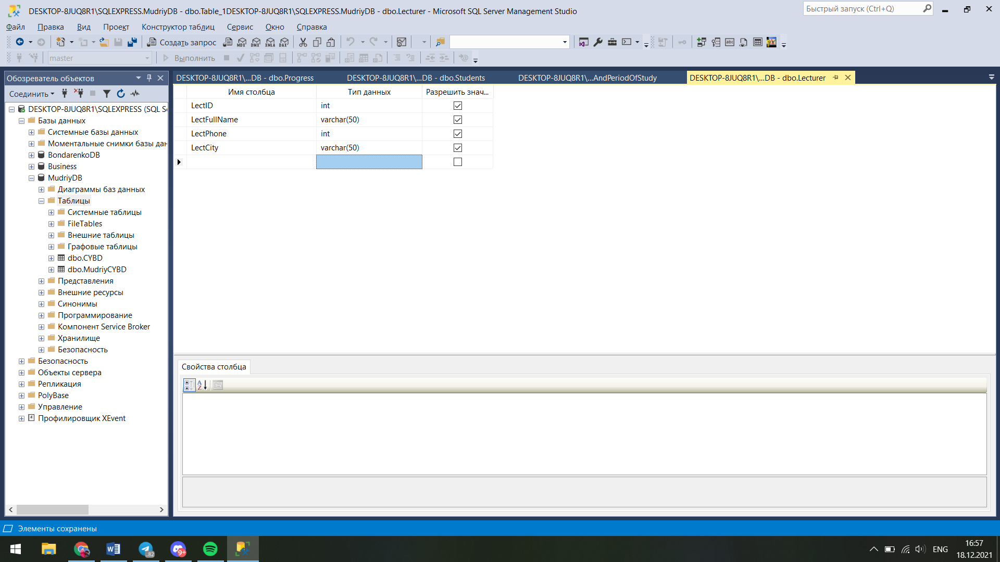 DESKTOP-8JUQ8R1\SQLEXPRESS.MudriyDB - dbo.Table_1DESKTOP-8JUQ8R1\SQLEXPRESS.MudriyDB - dbo.Lecturer - Microsoft SQL Server Management Studio
Быстрый запуск (Ctrl+Q)
Файл Правка Вид Проект Конструктор таблиц Сервис Окно Справка
Создать запрос MDX DMX XMLA DAX abc
master Выполнить
Обозреватель объектов
DESKTOP-8JUQ8R1\...DB - dbo.Progress DESKTOP-8JUQ8R1\...DB - dbo.Students DESKTOP-8JUQ8R1\...AndPeriodOfStudy DESKTOP-8JUQ8R1\...DB - dbo.Lecturer
Соединить
DESKTOP-8JUQ8R1\SQLEXPRESS (SQL S
Базы данных
Системные базы данных
Моментальные снимки базы дан
BondarenkoDB
Business
MudriyDB
Диаграммы баз данных
Таблицы
Системные таблицы
FileTables
Внешние таблицы
Графовые таблицы
dbo.CYBD
dbo.MudriyCYBD
Представления
Внешние ресурсы
Синонимы
Программирование
Компонент Service Broker
Хранилище
Безопасность
Безопасность
Объекты сервера
Репликация
PolyBase
Управление
Профилировщик XEvent
Имя столбца Тип данных Разрешить знач...
LectID int
LectFullName varchar(50)
LectPhone int
LectCity varchar(50)
Свойства столбца
Элементы сохранены
82
9+
ENG
16:57
18.12.2021